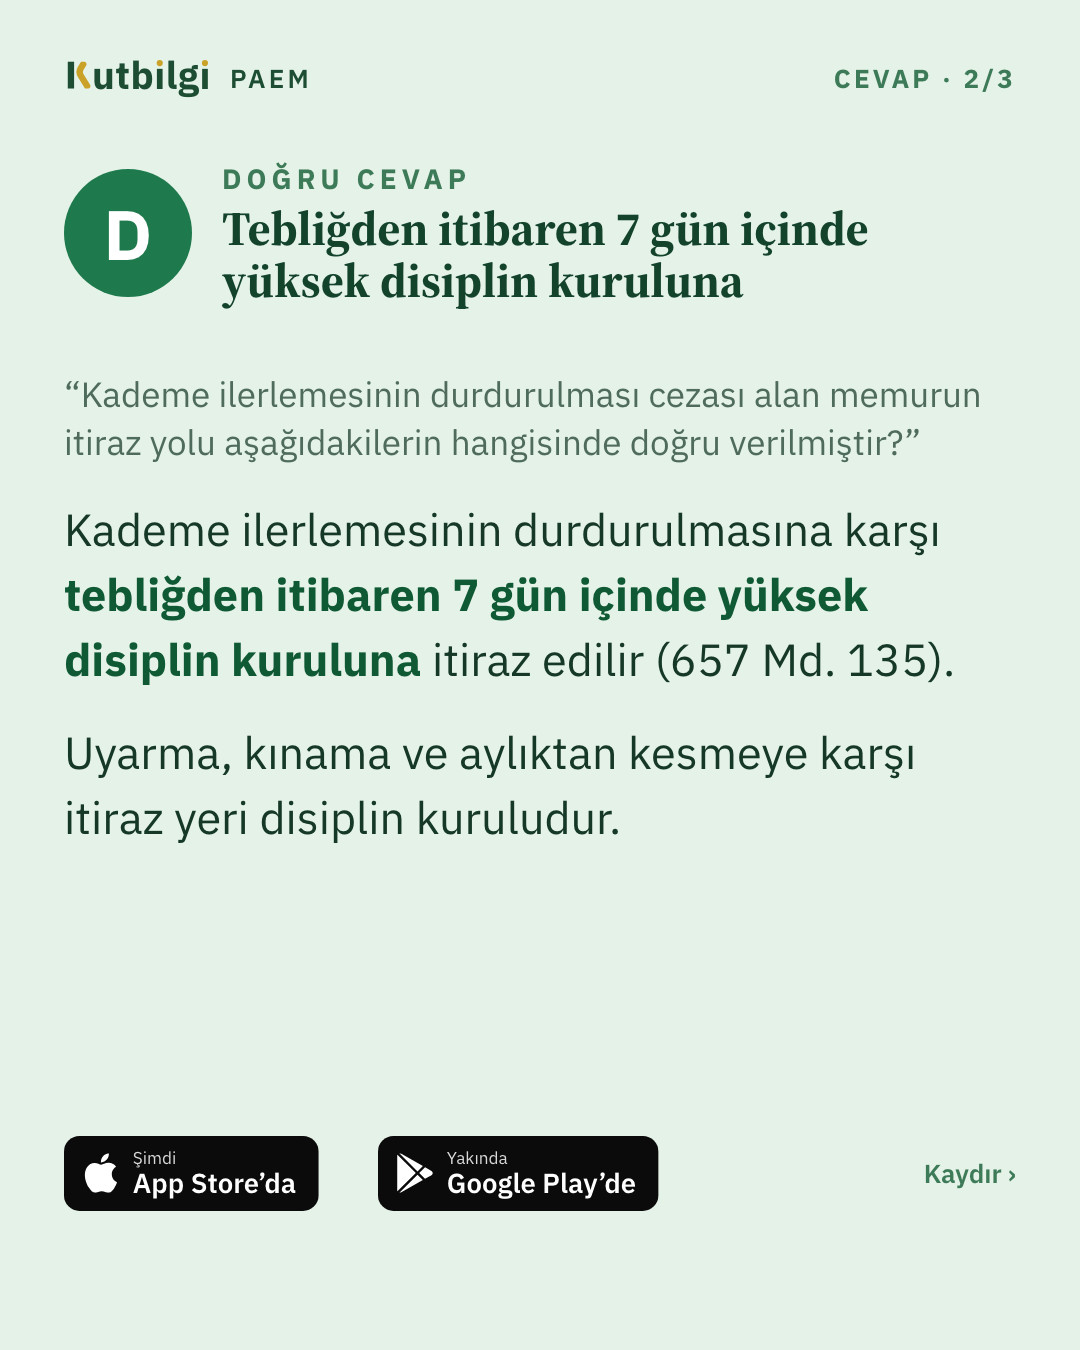 Kutbilgi PAEM
CEVAP · 2/3
D
DOĞRU CEVAP
Tebliğden itibaren 7 gün içinde
yüksek disiplin kuruluna
“Kademe ilerlemesinin durdurulması cezası alan memurun
itiraz yolu aşağıdakilerin hangisinde doğru verilmiştir?”
Kademe ilerlemesinin durdurulmasına karşı
tebliğden itibaren 7 gün içinde yüksek
disiplin kuruluna itiraz edilir (657 Md. 135).
Uyarma, kınama ve aylıktan kesmeye karşı
itiraz yeri disiplin kuruludur.
Şimdi
App Store’da
Yakında
Google Play’de
Kaydır ›